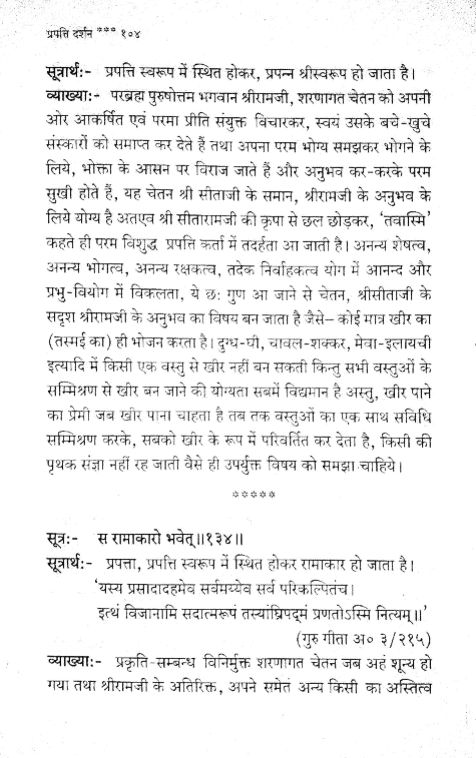 प्रपत्ति दर्शन *** १०४
सूत्रार्थ:- प्रपत्ति स्वरूप में स्थित होकर, प्रपन्न श्रीस्वरूप हो जाता है।
व्याख्या:- परब्रह्म पुरुषोत्तम भगवान श्रीरामजी, शरणागत चेतन को अपनी
ओर आकर्षित एवं परमा प्रीति संयुक्त विचारकर, स्वयं उसके बचे-खुचे
संस्कारों को समाप्त कर देते हैं तथा अपना परम भोग्य समझकर भोगने के
लिये, भोक्ता के आसन पर विराज जाते हैं और अनुभव कर-करके परम
सुखी होते हैं, यह चेतन श्री सीताजी के समान, श्रीरामजी के अनुभव के
लिये योग्य है अतएव श्री सीतारामजी की कृपा से छल छोड़कर, ‘तवास्मि’
कहते ही परम विशुद्ध प्रपत्ति कर्ता में तदर्हता आ जाती है। अनन्य शेषत्व,
अनन्य भोगत्व, अनन्य रक्षकत्व, तदेक निर्वाहकत्व योग में आनन्द और
प्रभु-वियोग में विकलता, ये छ: गुण आ जाने से चेतन, श्रीसीताजी के
सदृश श्रीरामजी के अनुभव का विषय बन जाता है जैसे– कोई मात्र खीर का
(तस्मई का) ही भोजन करता है। दुग्ध-घी, चावल-शक्कर, मेवा-इलायची
इत्यादि में किसी एक वस्तु से खीर नहीं बन सकती किन्तु सभी वस्तुओं के
सम्मिश्रण से खीर बन जाने की योग्यता सबमें विद्यमान है अस्तु, खीर पाने
का प्रेमी जब खीर पाना चाहता है तब तक वस्तुओं का एक साथ सविधि
सम्मिश्रण करके, सबको खीर के रूप में परिवर्तित कर देता है, किसी की
पृथक संज्ञा नहीं रह जाती वैसे ही उपर्युक्त विषय को समझा चाहिये।
*****
सूत्र:- स रामाकारो भवेत्॥१३४॥
सूत्रार्थ:- प्रपत्ता, प्रपत्ति स्वरूप में स्थित होकर रामाकार हो जाता है।
‘यस्य प्रसादादहमेव सर्वमय्येव सर्व परिकल्पितंच।
इत्थं विजानामि सदात्मरूपं तस्यांघ्रिपद्मं प्रणतोऽस्मि नित्यम्॥’
(गुरु गीता अ० ३/२१५)
व्याख्या:- प्रकृति-सम्बन्ध विनिर्मुक्त शरणागत चेतन जब अहं शून्य हो
गया तथा श्रीरामजी के अतिरिक्त, अपने समेत अन्य किसी का अस्तित्व